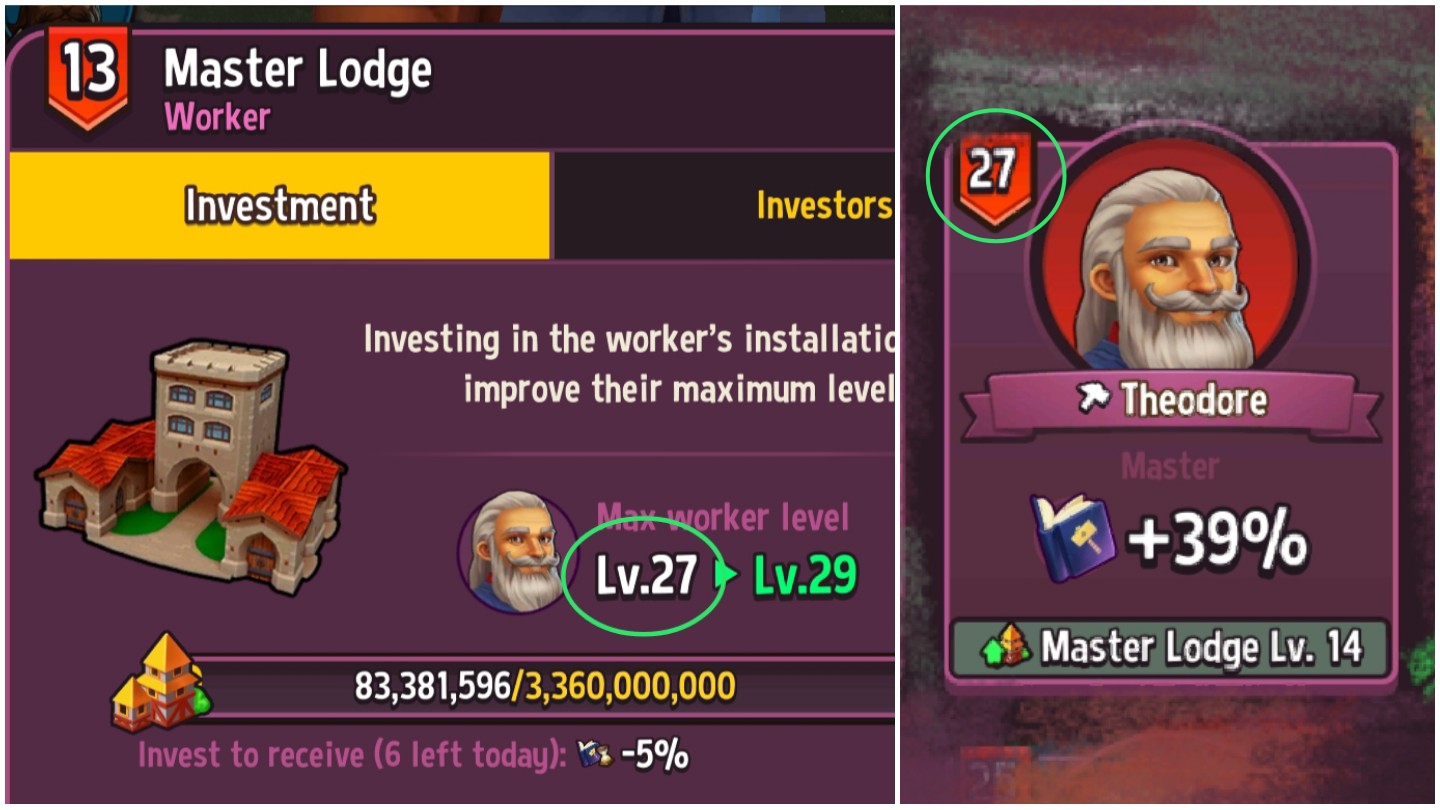 13
Master Lodge
Worker
Investment
Investors
Investing in the worker's installatio
improve their maximum level
Max worker level
Lv.27
Lv.29
83,381,596/3,360,000,000
Invest to receive (6 left today): -5%
27
Theodore
Master
+39%
Master Lodge Lv. 14